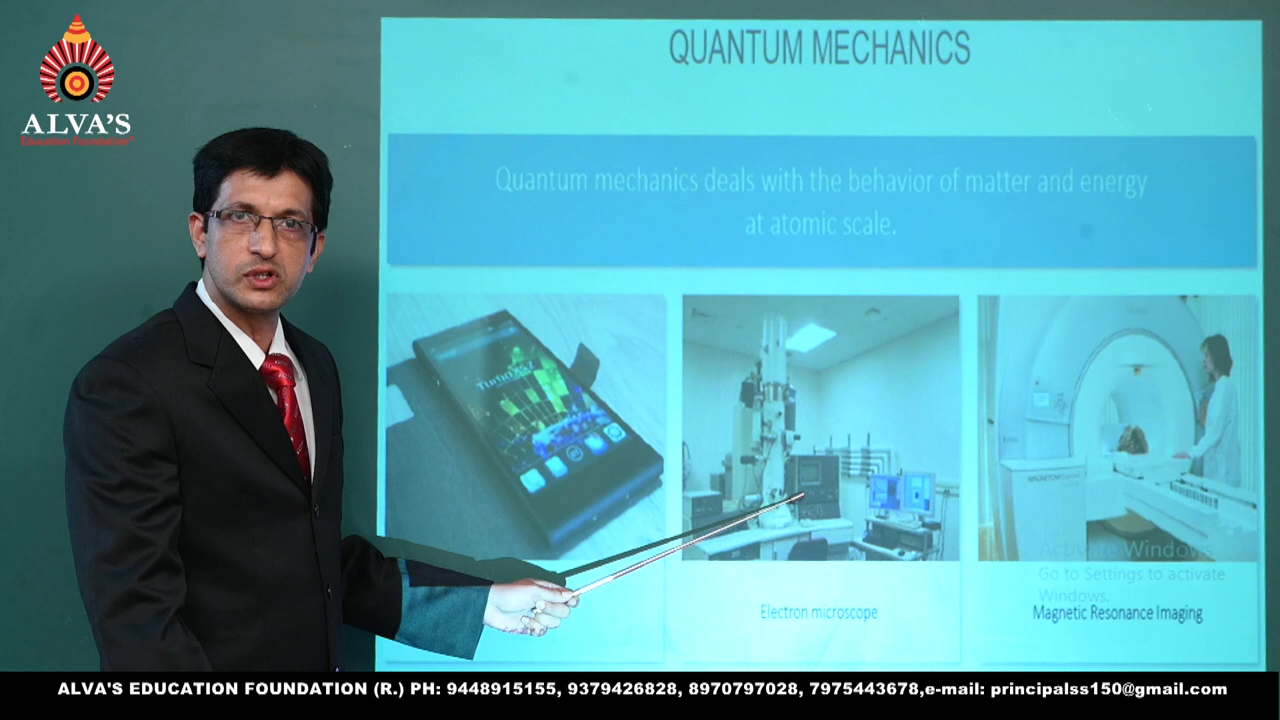 ALVA'S
Education Foundation
QUANTUM MECHANICS
Quantum mechanics deals with the behavior of matter and energy
at atomic scale.
Activate Windows
Go to Settings to activate
Windows.
Electron microscope
Magnetic Resonance Imaging
ALVA'S EDUCATION FOUNDATION (R.) PH: 9448915155, 9379426828, 8970797028, 7975443678,e-mail: principalss150@gmail.com